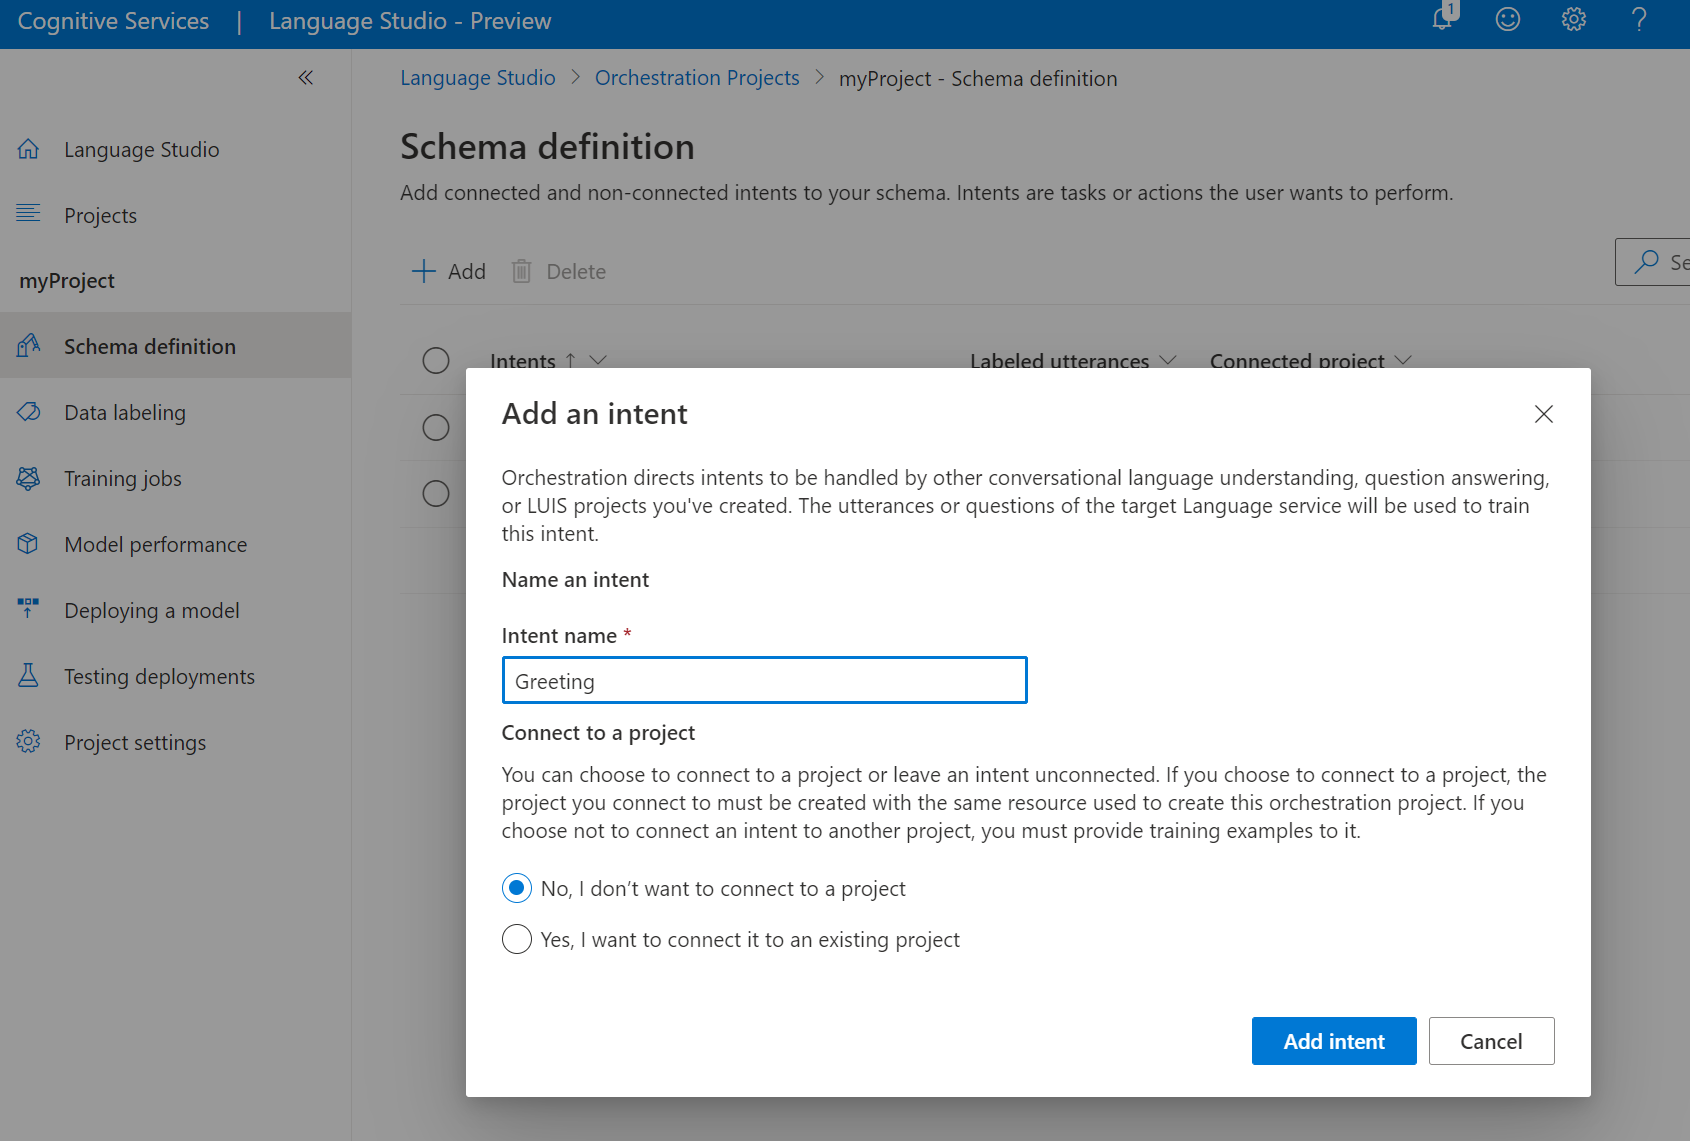 Cognitive Services | Language Studio - Preview
1
Language Studio > Orchestration Projects > myProject - Schema definition
Language Studio
Projects
myProject
Schema definition
Data labeling
Training jobs
Model performance
Deploying a model
Testing deployments
Project settings
Schema definition
Add connected and non-connected intents to your schema. Intents are tasks or actions the user wants to perform.
Add Delete
Intents Labeled utterances Connected project
Add an intent
Orchestration directs intents to be handled by other conversational language understanding, question answering,
or LUIS projects you've created. The utterances or questions of the target Language service will be used to train
this intent.
Name an intent
Intent name *
Greeting
Connect to a project
You can choose to connect to a project or leave an intent unconnected. If you choose to connect to a project, the
project you connect to must be created with the same resource used to create this orchestration project. If you
choose not to connect an intent to another project, you must provide training examples to it.
No, I don’t want to connect to a project
Yes, I want to connect it to an existing project
Add intent Cancel